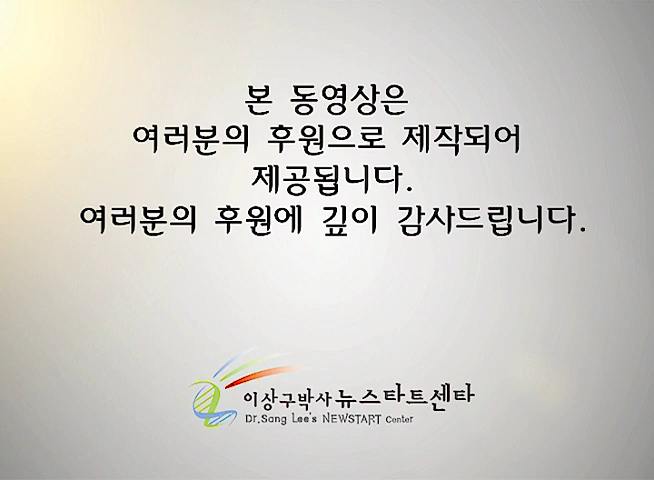 본 동영상은
여러분의 후원으로 제작되어
제공됩니다.
여러분의 후원에 깊이 감사드립니다.
이상구박사 뉴스타트센타
Dr.Sang Lee's NEWSTART Center